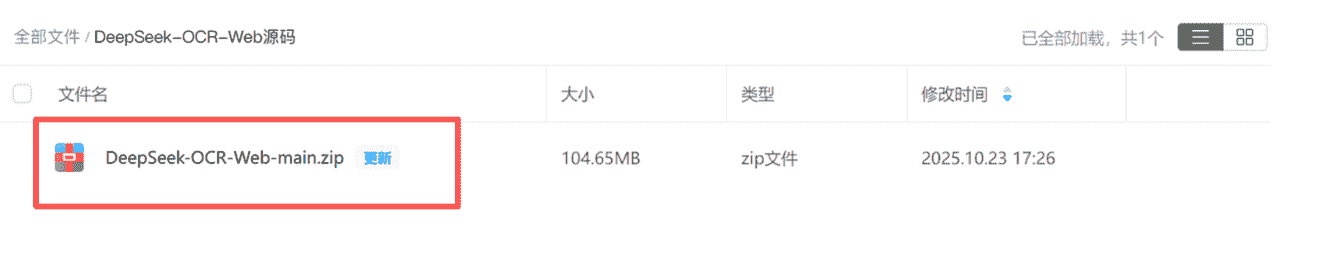 全部文件 / DeepSeek-OCR-Web源码 已全部加载，共1个
文件名 大小 类型 修改时间
DeepSeek-OCR-Web-main.zip 更新 104.65MB zip文件 2025.10.23 17:26